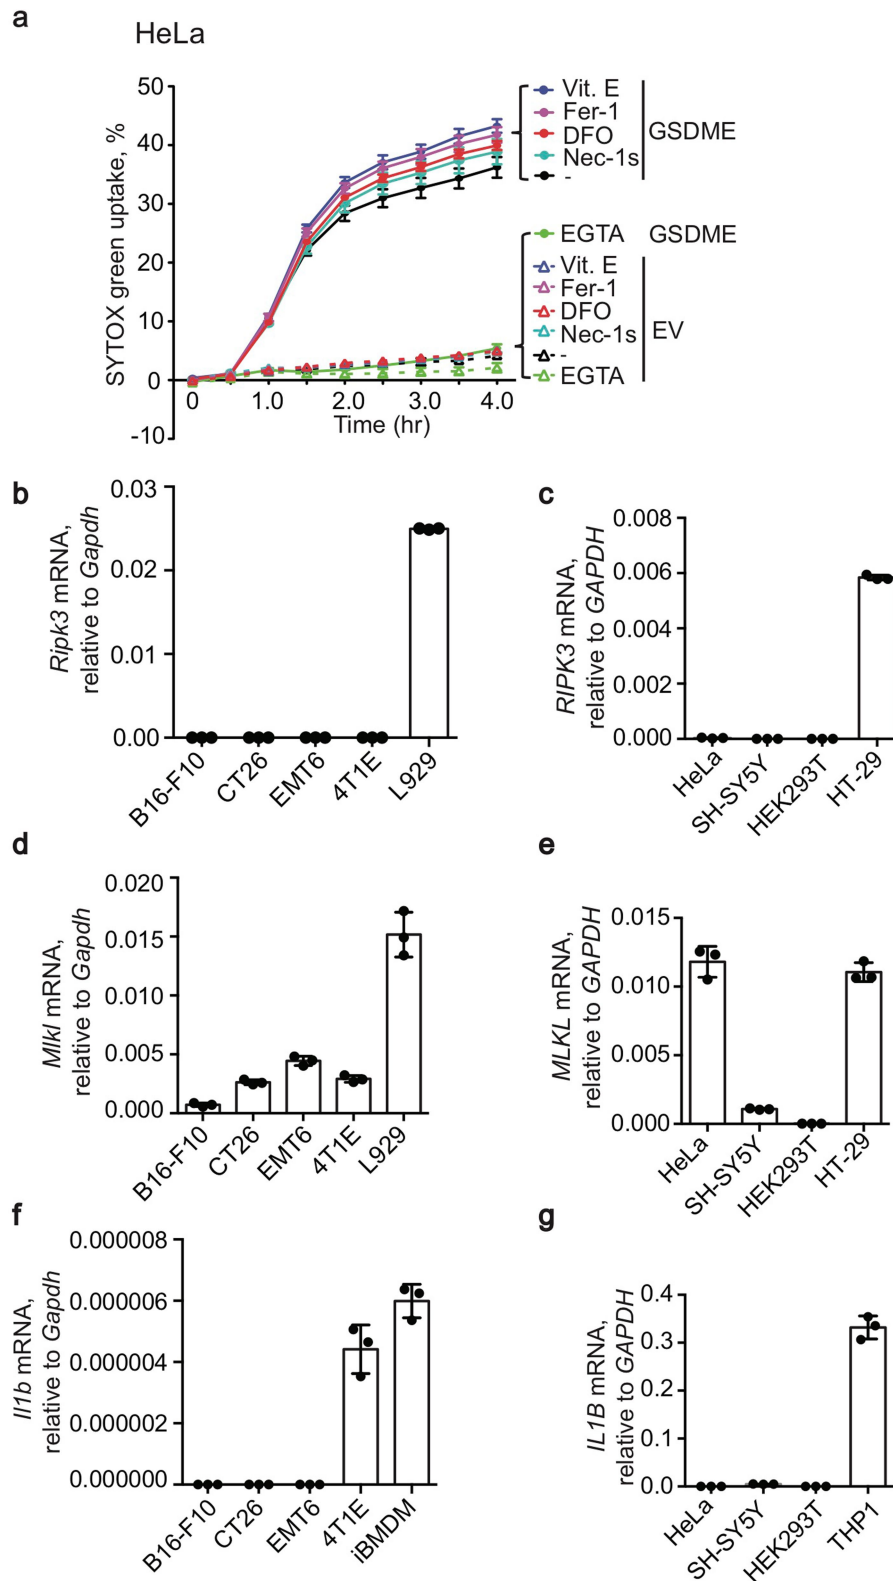 a
HeLa
SYTOX green uptake, %
50
40
30
20
10
0
-10
0 1.0 2.0 3.0 4.0
Time (hr)
Vit. E
Fer-1
DFO
Nec-1s
-
GSDME
EGTA GSDME
Vit. E
Fer-1
DFO
Nec-1s
-
EGTA
EV
b
Ripk3 mRNA,
relative to Gapdh
0.03
0.02
0.01
0.00
B16-F10 CT26 EMT6 4T1E L929
c
RIPK3 mRNA,
relative to GAPDH
0.008
0.006
0.004
0.002
0.000
HeLa SH-SY5Y HEK293T HT-29
d
Mlkl mRNA,
relative to Gapdh
0.020
0.015
0.010
0.005
0.000
B16-F10 CT26 EMT6 4T1E L929
e
MLKL mRNA,
relative to GAPDH
0.015
0.010
0.005
0.000
HeLa SH-SY5Y HEK293T HT-29
f
Il1b mRNA,
relative to Gapdh
0.000008
0.000006
0.000004
0.000002
0.000000
B16-F10 CT26 EMT6 4T1E iBMDM
g
IL1B mRNA,
relative to GAPDH
0.4
0.3
0.2
0.1
0.0
HeLa SH-SY5Y HEK293T THP1